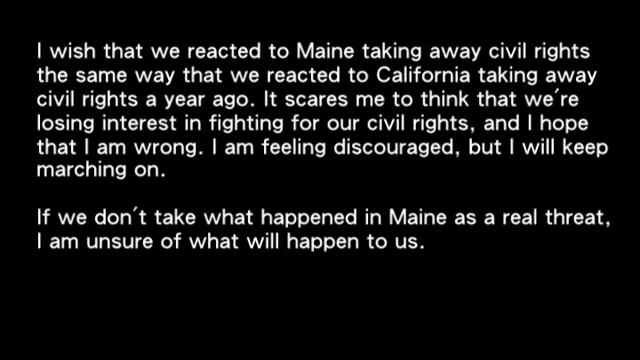 I wish that we reacted to Maine taking away civil rights
the same way that we reacted to California taking away
civil rights a year ago. It scares me to think that we're
losing interest in fighting for our civil rights, and I hope
that I am wrong. I am feeling discouraged, but I will keep
marching on.
If we don't take what happened in Maine as a real threat,
I am unsure of what will happen to us.